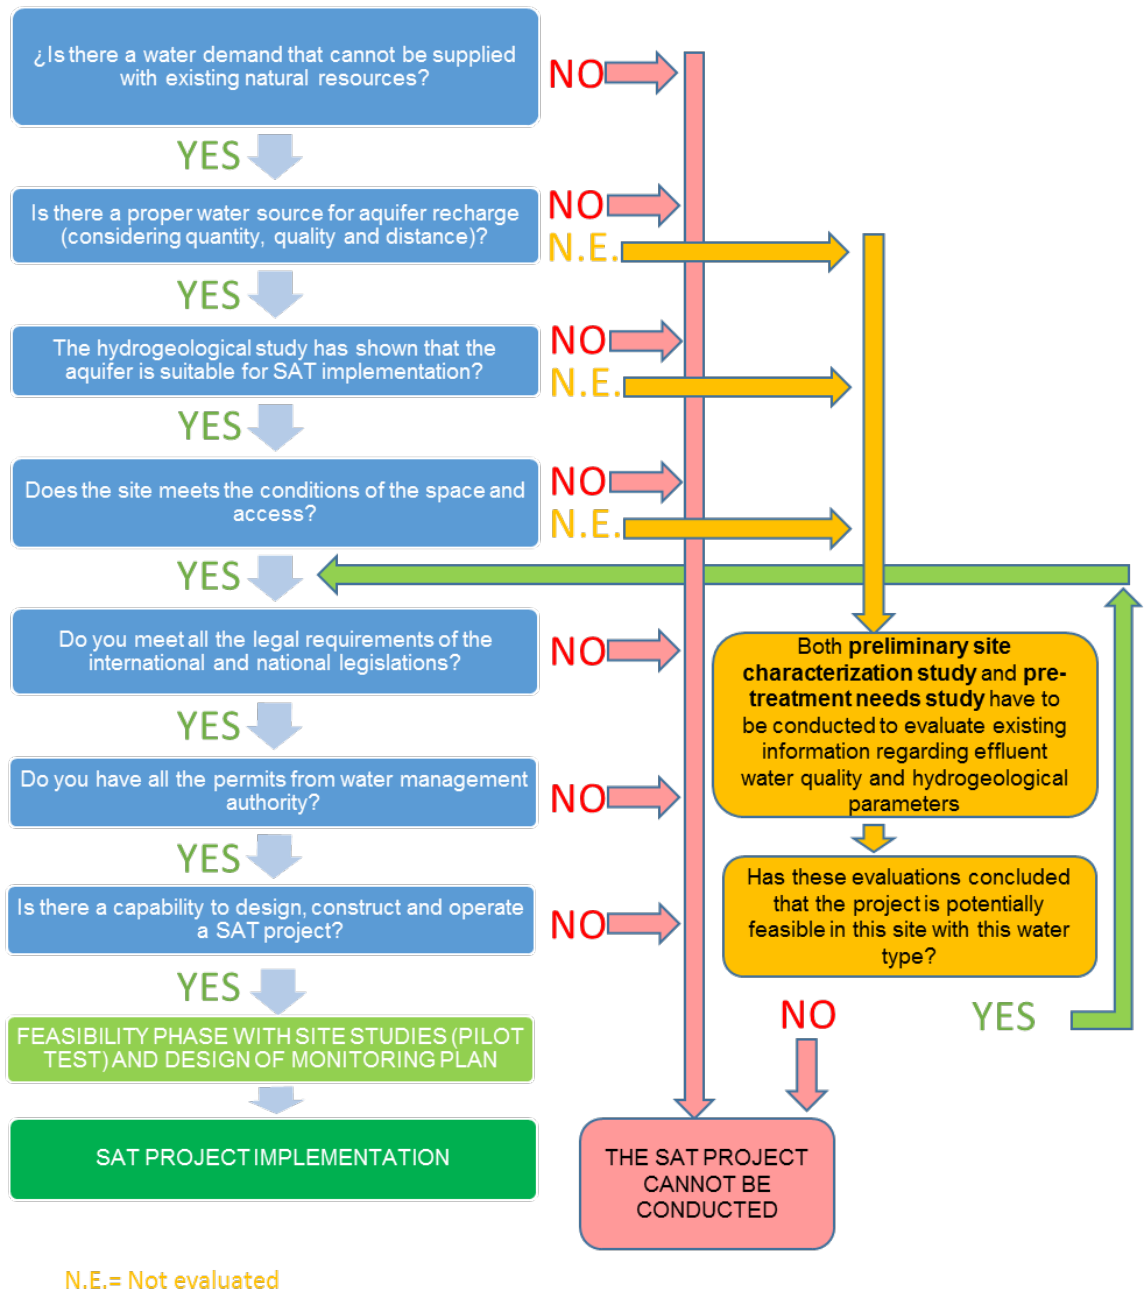 ¿Is there a water demand that cannot be supplied
with existing natural resources?
NO
YES
Is there a proper water source for aquifer recharge
(considering quantity, quality and distance)?
NO
N.E.
YES
The hydrogeological study has shown that the
aquifer is suitable for SAT implementation?
NO
N.E.
YES
Does the site meets the conditions of the space and
access?
NO
N.E.
YES
Do you meet all the legal requirements of the
international and national legislations?
NO
YES
Do you have all the permits from water management
authority?
NO
YES
Is there a capability to design, construct and operate
a SAT project?
NO
YES
FEASIBILITY PHASE WITH SITE STUDIES (PILOT
TEST) AND DESIGN OF MONITORING PLAN
SAT PROJECT IMPLEMENTATION
Both preliminary site
characterization study and pre-
treatment needs study have to
be conducted to evaluate existing
information regarding effluent
water quality and hydrogeological
parameters
Has these evaluations concluded
that the project is potentially
feasible in this site with this water
type?
NO
YES
THE SAT PROJECT
CANNOT BE
CONDUCTED
N.E.= Not evaluated